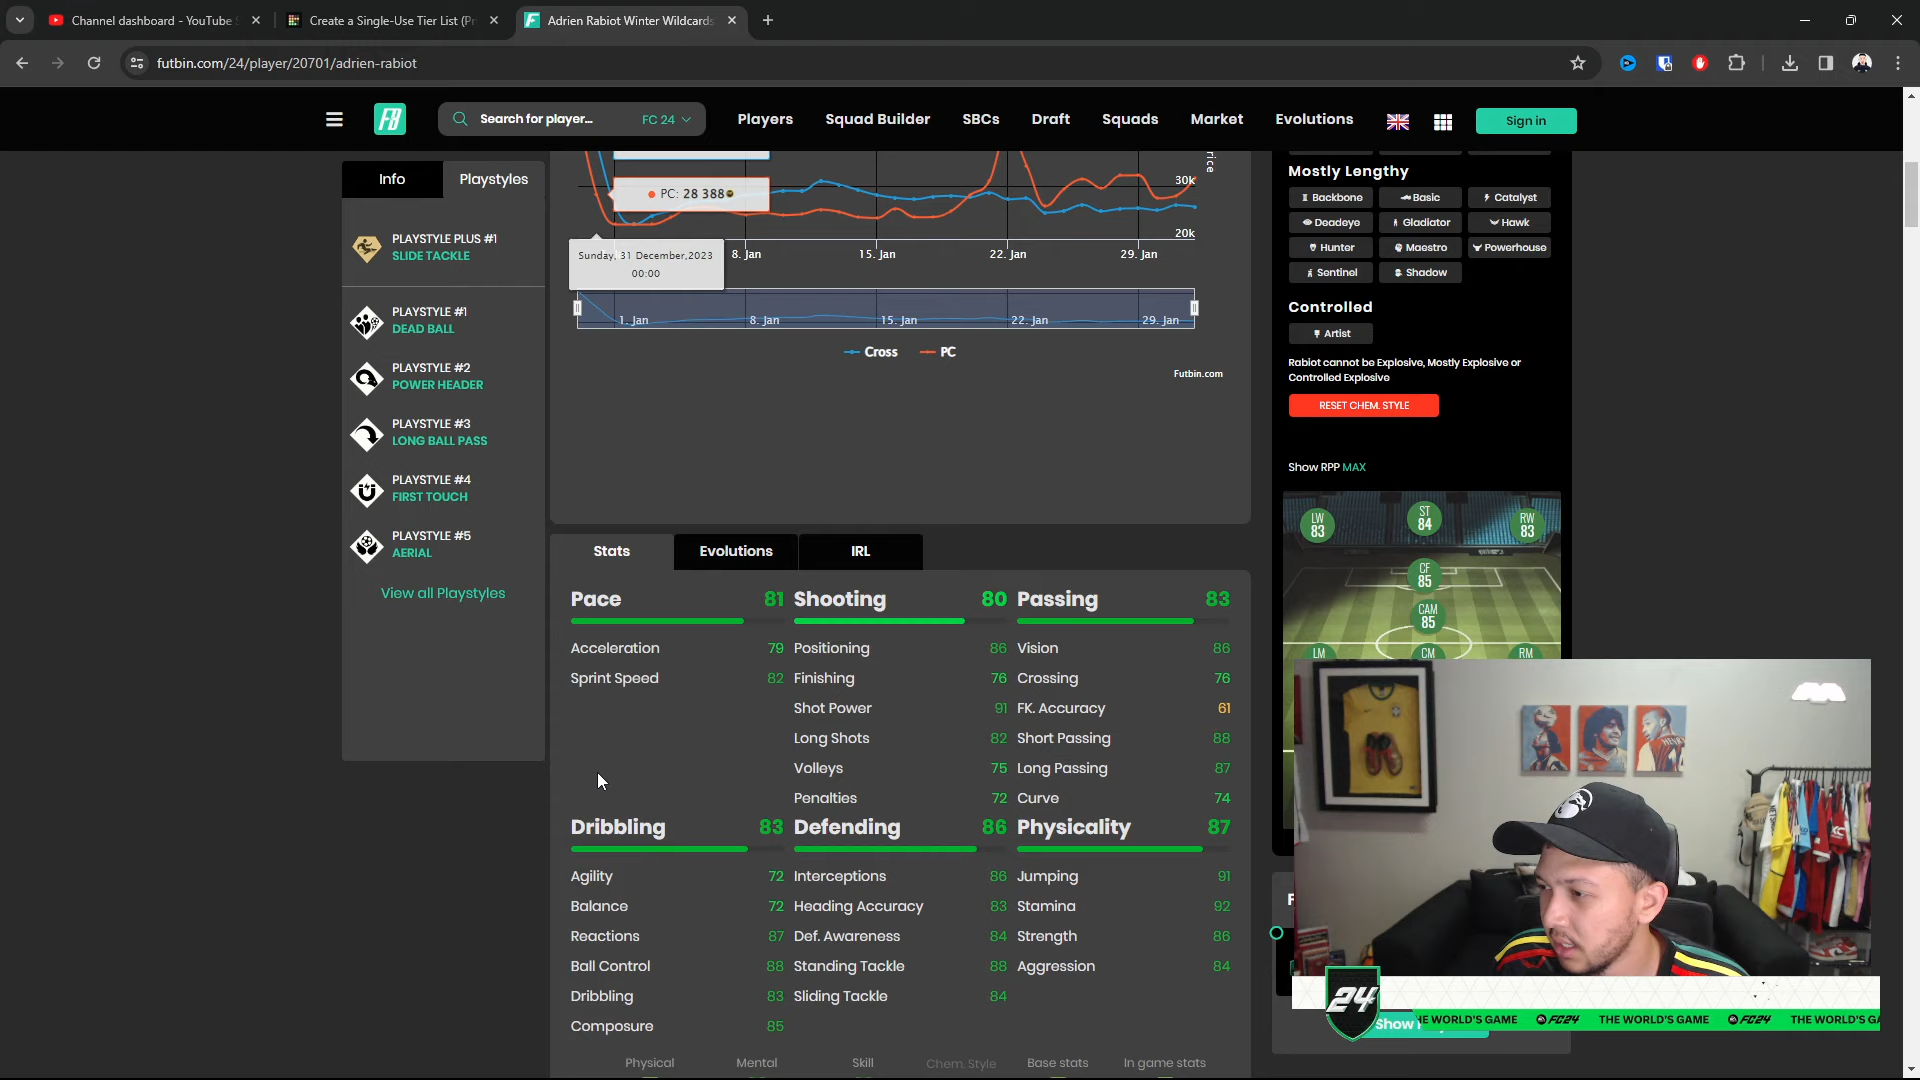 Channel dashboard - YouTube
Create a Single-Use Tier List (Pr
Adrien Rabiot Winter Wildcards
futbin.com/24/player/20701/adrien-rabiot
Search for player...
FC 24
Players
Squad Builder
SBCs
Draft
Squads
Market
Evolutions
Sign in
Info
Playstyles
PLAYSTYLE PLUS #1
SLIDE TACKLE
PLAYSTYLE #1
DEAD BALL
PLAYSTYLE #2
POWER HEADER
PLAYSTYLE #3
LONG BALL PASS
PLAYSTYLE #4
FIRST TOUCH
PLAYSTYLE #5
AERIAL
View all Playstyles
PC: 28 388
30k
20k
Sunday, 31 December,2023
00:00
8. Jan
15. Jan
22. Jan
29. Jan
1. Jan
8. Jan
15. Jan
22. Jan
29. Jan
Cross
PC
Futbin.com
Stats
Evolutions
IRL
Pace 81
Acceleration 79
Sprint Speed 82
Shooting 80
Positioning 86
Finishing 76
Shot Power 91
Long Shots 82
Volleys 75
Penalties 72
Passing 83
Vision 86
Crossing 76
FK. Accuracy 61
Short Passing 88
Long Passing 87
Curve 74
Dribbling 83
Agility 72
Balance 72
Reactions 87
Ball Control 88
Dribbling 83
Composure 85
Defending 86
Interceptions 86
Heading Accuracy 83
Def. Awareness 84
Standing Tackle 88
Sliding Tackle 84
Physicality 87
Jumping 91
Stamina 92
Strength 86
Aggression 84
Physical
Mental
Skill
Chem. Style
Base stats
In game stats
Mostly Lengthy
Backbone
Basic
Catalyst
Deadeye
Gladiator
Hawk
Hunter
Maestro
Powerhouse
Sentinel
Shadow
Controlled
Artist
Rabiot cannot be Explosive, Mostly Explosive or
Controlled Explosive
RESET CHEM. STYLE
Show RPP MAX
LW
83
ST
84
RW
83
CF
85
CAM
85
LM
CM
RM
24
Show
THE WORLD'S GAME
FC24
THE WORLD'S GAME
FC24